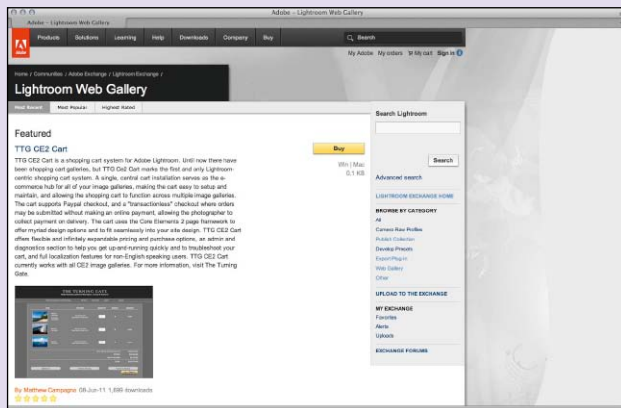 Adobe – Lightroom Web Gallery
Adobe – Lightroom Web Gallery
Products Solutions Learning Help Downloads Company Buy Search
Adobe
My Adobe My orders My cart Sign in
Home / Communities / Adobe Exchange / Lightroom Exchange /
Lightroom Web Gallery
Most Recent Most Popular Highest Rated
Featured
TTG CE2 Cart
TTG CE2 Cart is a shopping cart system for Adobe Lightroom. Until now there have
been shopping cart galleries, but TTG CE2 Cart marks the first and only Lightroom-
centric shopping cart system. A single, central cart installation serves as the e-
commerce hub for all of your image galleries, making the cart easy to setup and
maintain, and allowing the shopping cart to function across multiple image galleries.
The cart supports Paypal checkout, and a "transactionless" checkout where orders
may be submitted without making an online payment, allowing the photographer to
collect payment on delivery. The cart uses the Core Elements 2 page framework to
offer myriad design options and to fit seamlessly into your site design. TTG CE2 Cart
offers flexible and infinitely expandable pricing and purchase options, an admin and
diagnostics section to help you get up-and-running quickly and to troubleshoot your
cart, and full localization features for non-English speaking users. TTG CE2 Cart
currently works with all CE2 image galleries. For more information, visit The Turning
Gate.
Buy
Win | Mac
0.1 KB
THE TURNING GATE
By Matthew Campagna 08-Jun-11 1,699 downloads
Search Lightroom
Search
Advanced search
LIGHTROOM EXCHANGE HOME
BROWSE BY CATEGORY
All
Camera Raw Profiles
Publish Collection
Develop Presets
Export Plug-in
Web Gallery
Other
UPLOAD TO THE EXCHANGE
MY EXCHANGE
Favorites
Alerts
Uploads
EXCHANGE FORUMS